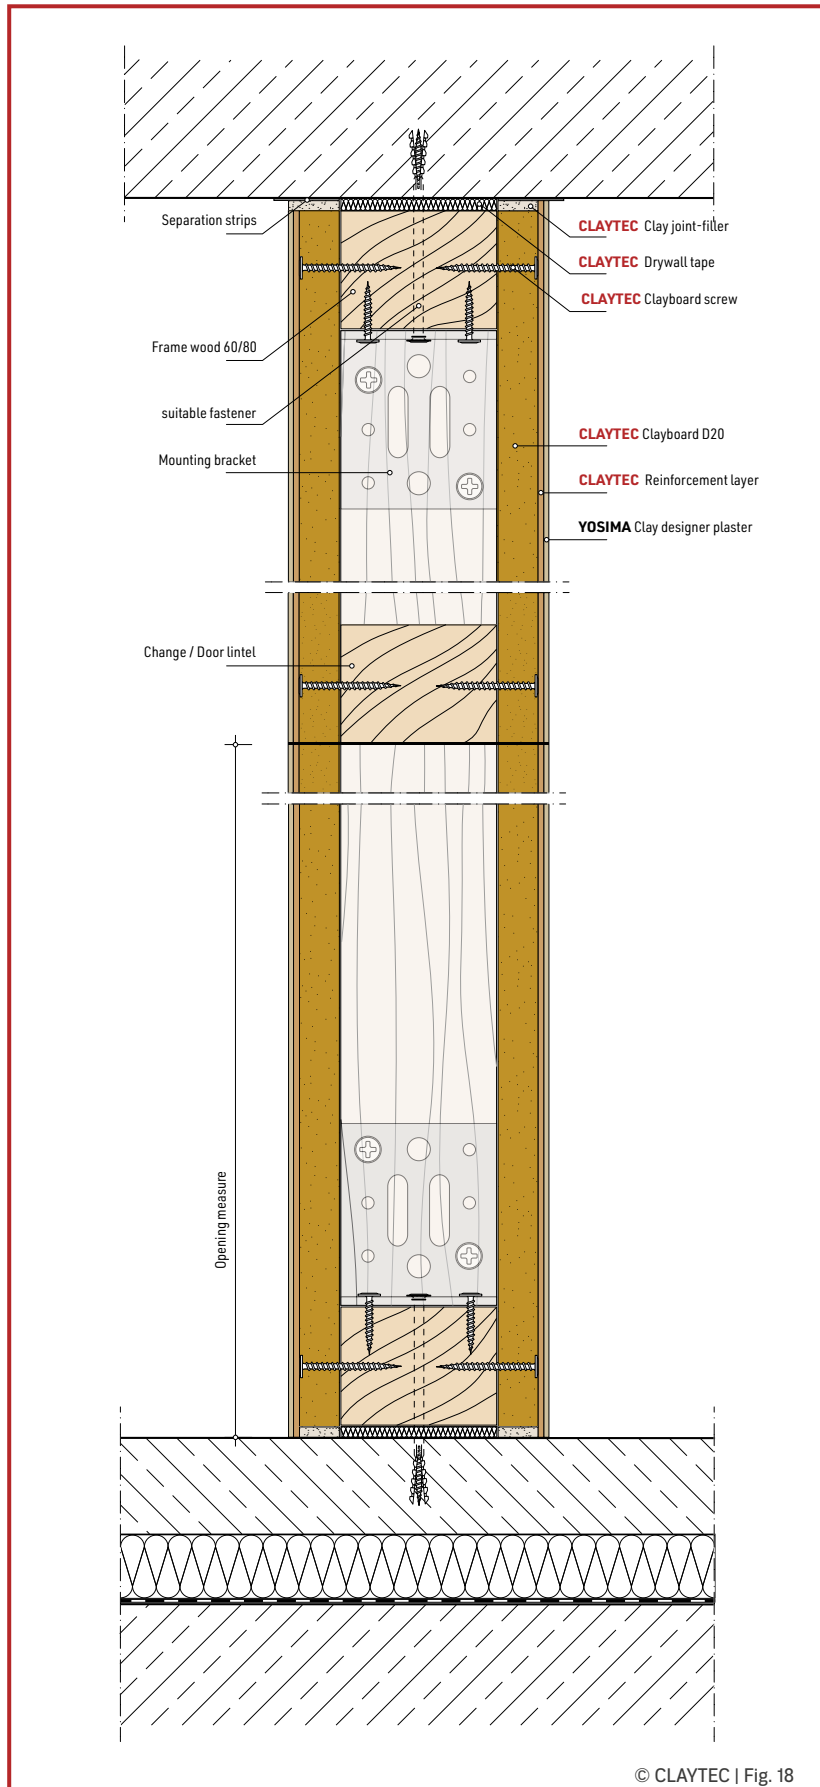 Separation strips
CLAYTEC Clay joint-filler
CLAYTEC Drywall tape
CLAYTEC Clayboard screw
Frame wood 60/80
suitable fastener
CLAYTEC Clayboard D20
Mounting bracket
CLAYTEC Reinforcement layer
YOSIMA Clay designer plaster
Change / Door lintel
Opening measure
© CLAYTEC | Fig. 18